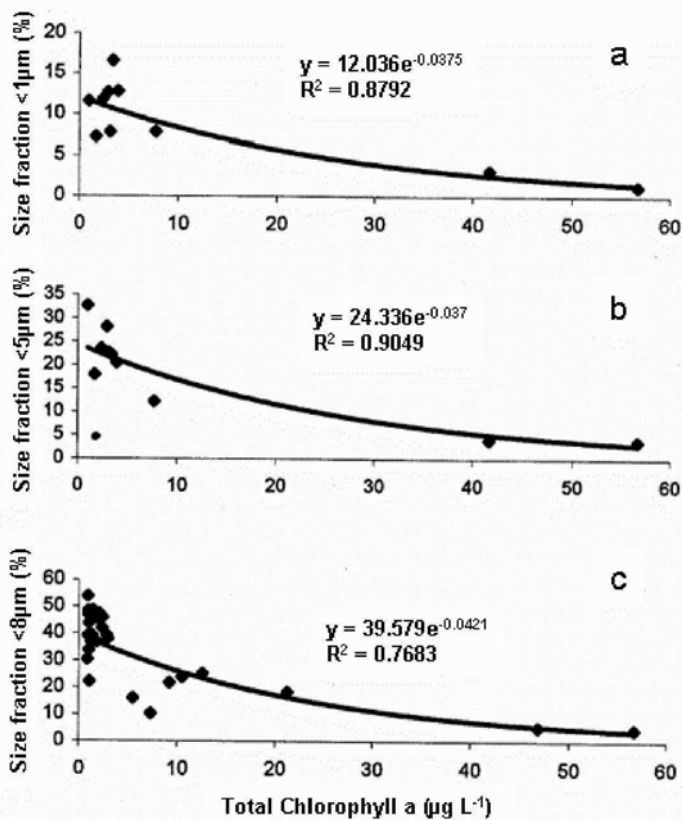 Size fraction <1µm (%)
20
15
10
5
0
a
y = 12.036e^-0.0375
R² = 0.8792
0 10 20 30 40 50 60
Size fraction <5µm (%)
35
30
25
20
15
10
5
0
b
y = 24.336e^-0.037
R² = 0.9049
0 10 20 30 40 50 60
Size fraction <8µm (%)
60
50
40
30
20
10
0
c
y = 39.579e^-0.0421
R² = 0.7683
0 10 20 30 40 50 60
Total Chlorophyll a (µg L⁻¹)